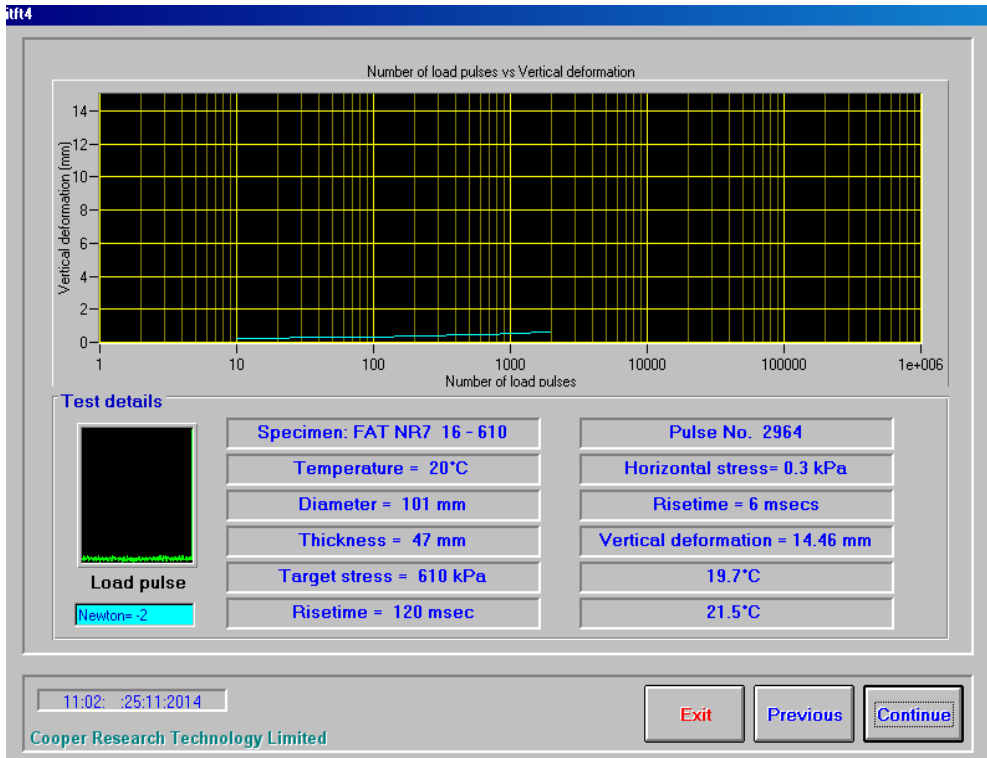 itft4
Number of load pulses vs Vertical deformation
Vertical deformation (mm)
14
12
10
8
6
4
2
0
1 10 100 1000 10000 100000 1e+006
Number of load pulses
Test details
Specimen: FAT NR7 16 - 610
Pulse No. 2964
Temperature = 20°C
Horizontal stress= 0.3 kPa
Diameter = 101 mm
Risetime = 6 msecs
Thickness = 47 mm
Vertical deformation = 14.46 mm
Load pulse
Target stress = 610 kPa
19.7°C
Newton= -2
Risetime = 120 msec
21.5°C
11:02: :25:11:2014
Exit
Previous
Continue
Cooper Research Technology Limited